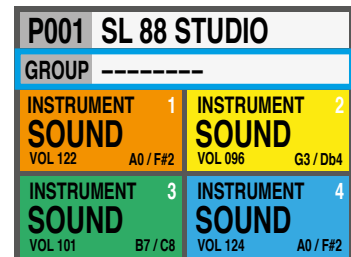 P001 SL 88 STUDIO
GROUP --------
INSTRUMENT 1
SOUND
VOL 122 A0 / F#2
INSTRUMENT 2
SOUND
VOL 096 G3 / Db4
INSTRUMENT 3
SOUND
VOL 101 B7 / C8
INSTRUMENT 4
SOUND
VOL 124 A0 / F#2